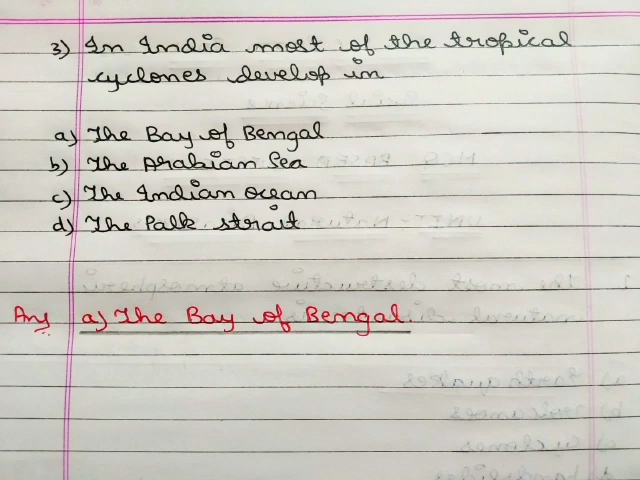 3) In India most of the tropical
cyclones develop in
a) The Bay of Bengal
b) The Arabian Sea
c) The Indian ocean
d) The Palk strait
Ans a) The Bay of Bengal.